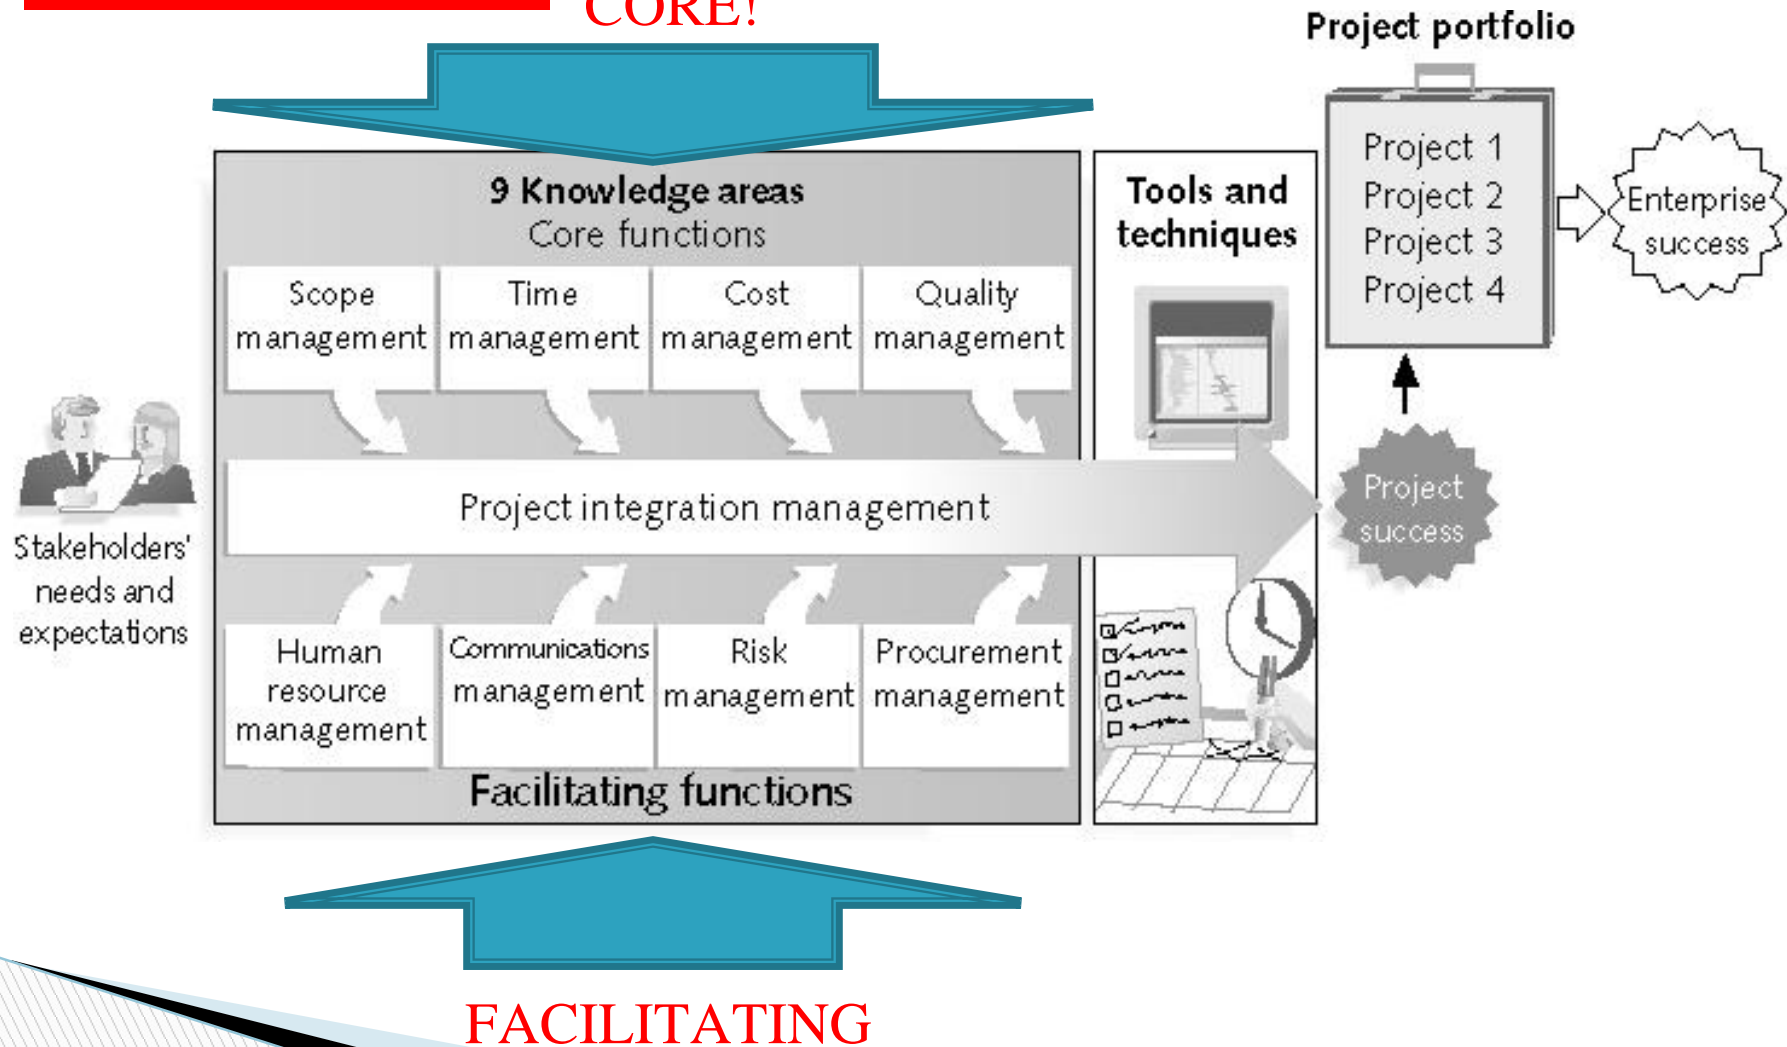 CORE!
Project portfolio
Project 1
Project 2
Project 3
Project 4
Enterprise
success
9 Knowledge areas
Core functions
Tools and
techniques
Scope
management
Time
management
Cost
management
Quality
management
Project integration management
Project
success
Stakeholders'
needs and
expectations
Human
resource
management
Communications
management
Risk
management
Procurement
management
Facilitating functions
FACILITATING